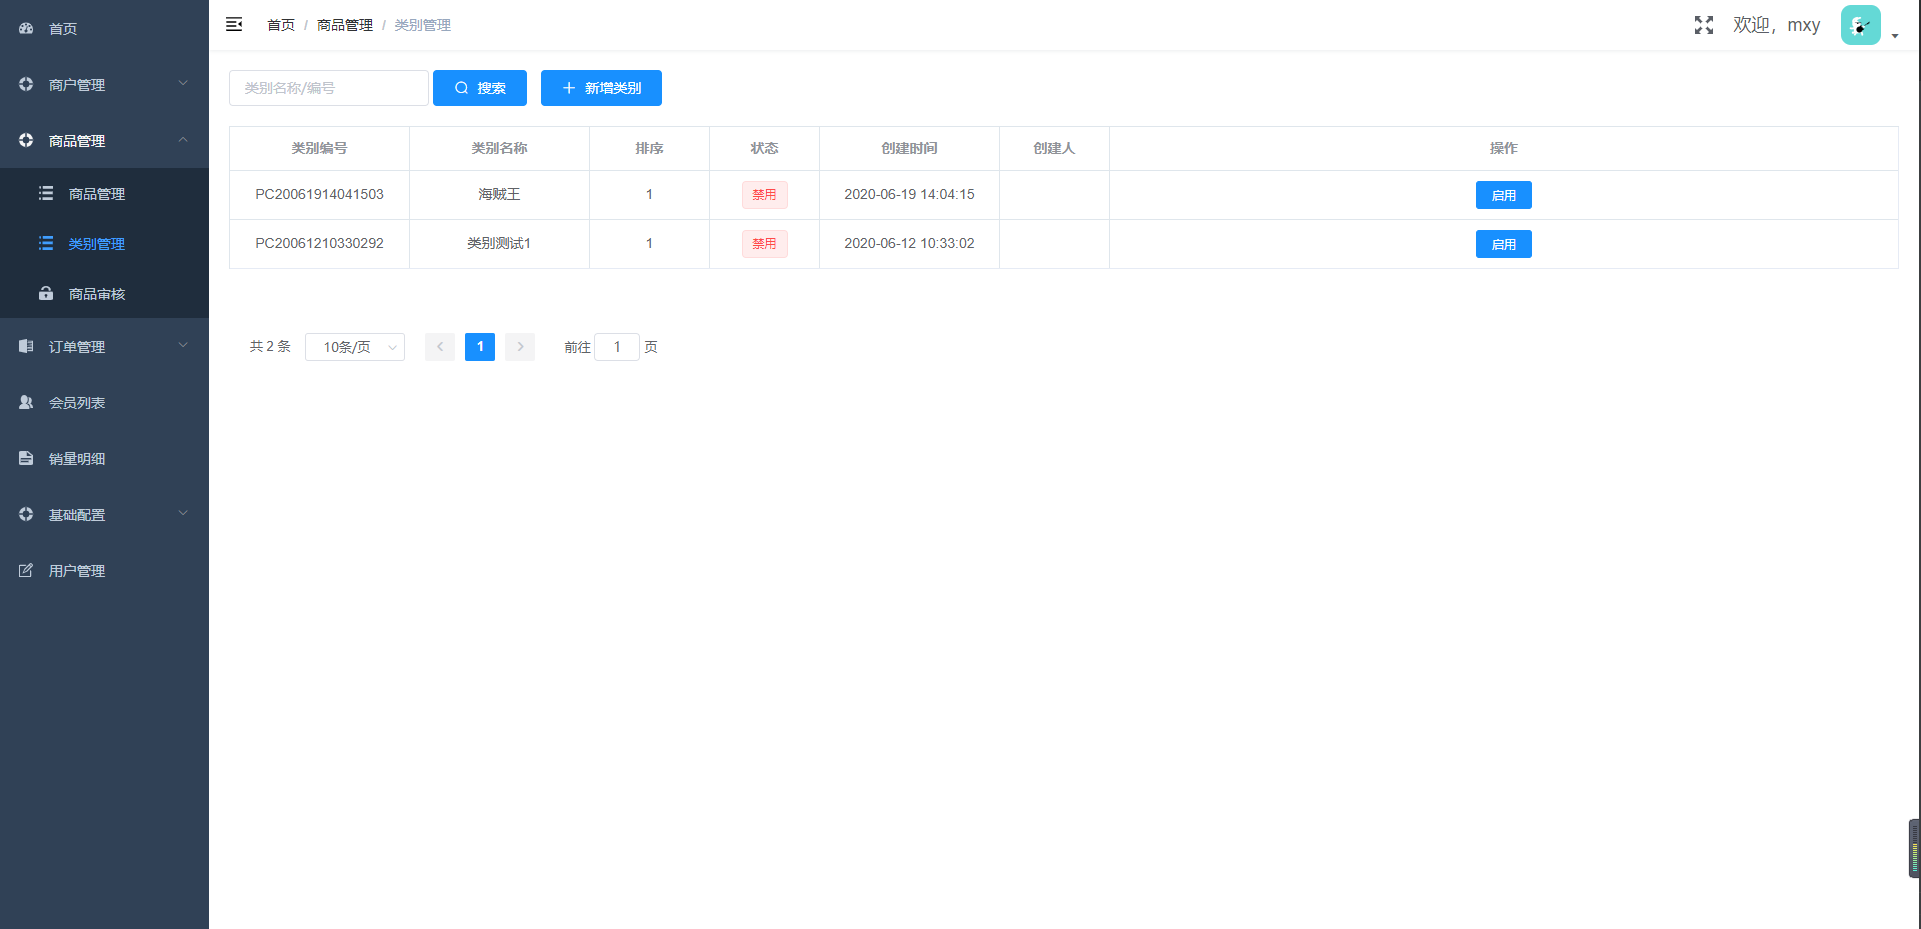 首页
商户管理
商品管理
商品管理
类别管理
商品审核
订单管理
会员列表
销量明细
基础配置
用户管理
首页 / 商品管理 / 类别管理
欢迎，mxy
类别名称/编号 搜索 新增类别
类别编号 类别名称 排序 状态 创建时间 创建人 操作
PC20061914041503 海贼王 1 禁用 2020-06-19 14:04:15 启用
PC20061210330292 类别测试1 1 禁用 2020-06-12 10:33:02 启用
共 2 条 10条/页 1 前往 1 页